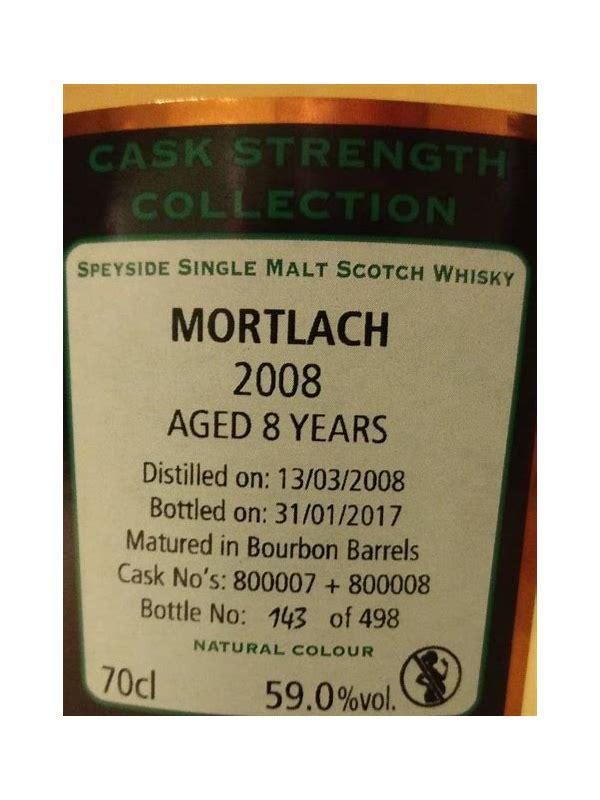 CASK STRENGTH
COLLECTION
SPEYSIDE SINGLE MALT SCOTCH WHISKY
MORTLACH
2008
AGED 8 YEARS
Distilled on: 13/03/2008
Bottled on: 31/01/2017
Matured in Bourbon Barrels
Cask No's: 800007 + 800008
Bottle No: 143 of 498
NATURAL COLOUR
70cl
59.0%vol.